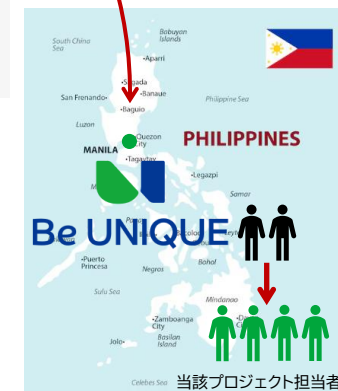 South China
Sea
Babuyan
Islands
•Aparri
•Sagada
•Banaue
San Frenando•
•Baguio
Philippine Sea
Luzon
Quezon
City
MANILA
PHILIPPINES
•Tagaytay
•Legazpi
Samar
Be UNIQUE
•Puerto
Princesa
Negros
Bohol
Sulu Sea
Mindanao
•Zamboanga
City
Basilan
Island
Jolo•
Celebes Sea
当該プロジェクト担当者